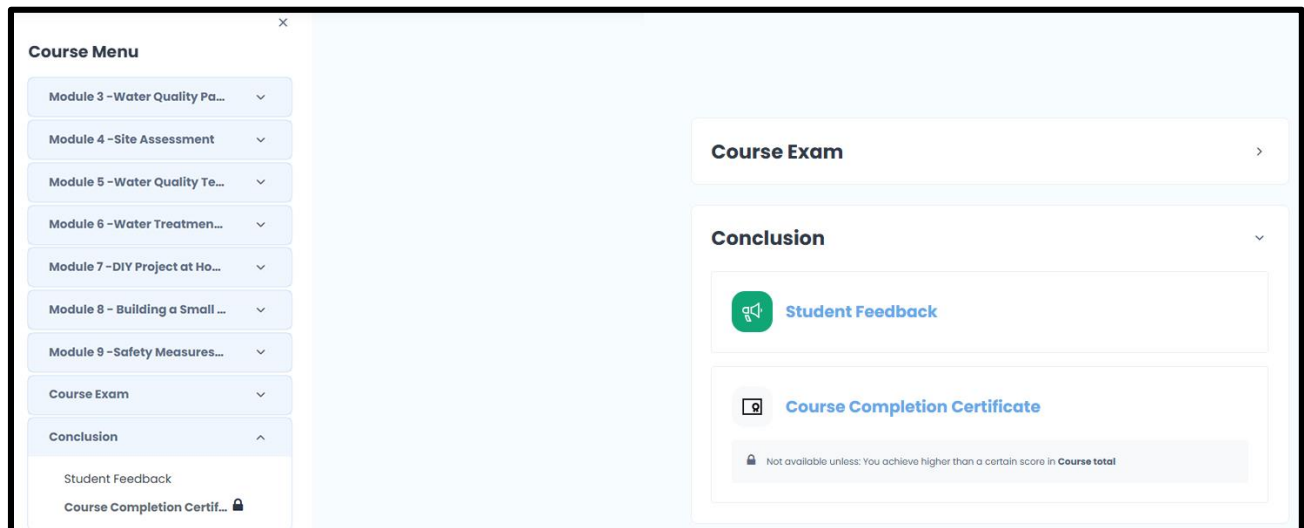 Course Menu
Module 3 -Water Quality Pa...
Module 4 -Site Assessment
Module 5 -Water Quality Te...
Module 6 -Water Treatmen...
Module 7 -DIY Project at Ho...
Module 8 - Building a Small ...
Module 9 -Safety Measures...
Course Exam
Conclusion
Student Feedback
Course Completion Certif...
Course Exam
Conclusion
Student Feedback
Course Completion Certificate
Not available unless: You achieve higher than a certain score in Course total